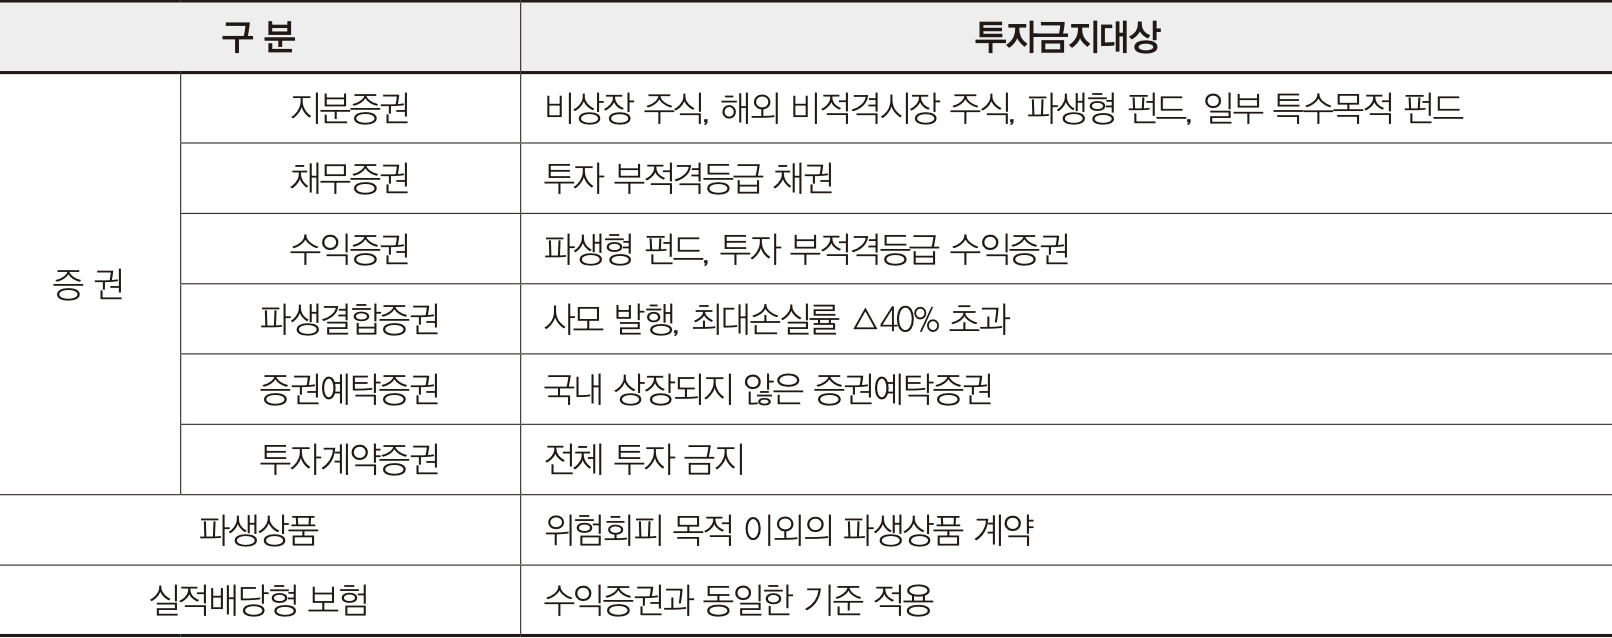 구 분 투자금지대상
증 권
지분증권 비상장 주식, 해외 비적격시장 주식, 파생형 펀드, 일부 특수목적 펀드
채무증권 투자 부적격등급 채권
수익증권 파생형 펀드, 투자 부적격등급 수익증권
파생결합증권 사모 발행, 최대손실률 △40% 초과
증권예탁증권 국내 상장되지 않은 증권예탁증권
투자계약증권 전체 투자 금지
파생상품 위험회피 목적 이외의 파생상품 계약
실적배당형 보험 수익증권과 동일한 기준 적용